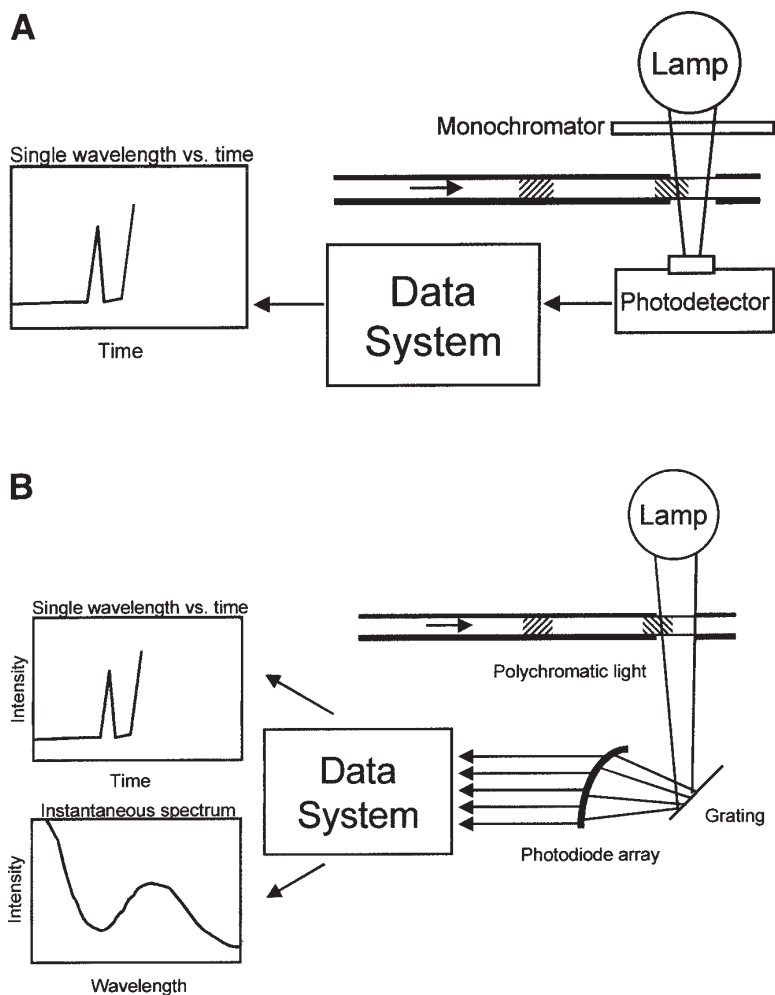 A
Lamp
Monochromator
Single wavelength vs. time
Data
System
Photodetector
Time
B
Lamp
Single wavelength vs. time
Intensity
Polychromatic light
Time
Data
System
Grating
Instantaneous spectrum
Intensity
Photodiode array
Wavelength